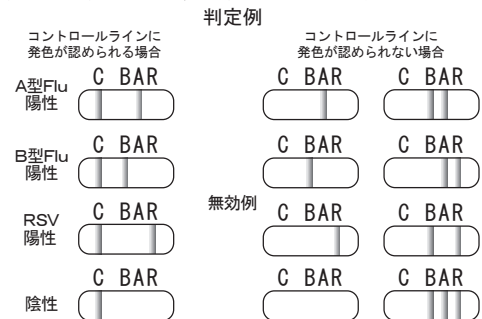 判定例
コントロールラインに
発色が認められる場合
コントロールラインに
発色が認められない場合
A型Flu
陽性
C BAR
C BAR
C BAR
B型Flu
陽性
C BAR
C BAR
C BAR
RSV
陽性
C BAR
無効例
C BAR
C BAR
陰性
C BAR
C BAR
C BAR